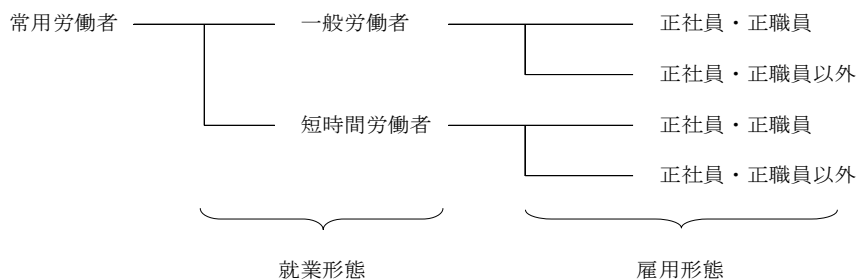 常用労働者 一般労働者 正社員・正職員
正社員・正職員以外
短時間労働者 正社員・正職員
正社員・正職員以外
就業形態 雇用形態